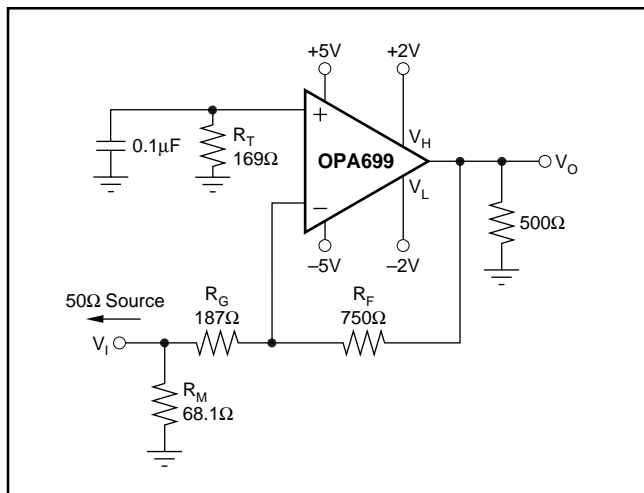 +5V
+2V
0.1μF
R_T
169Ω
+
OPA699
−
V_H
V_L
V_O
500Ω
−5V
−2V
50Ω Source
V_I
R_G
187Ω
R_F
750Ω
R_M
68.1Ω